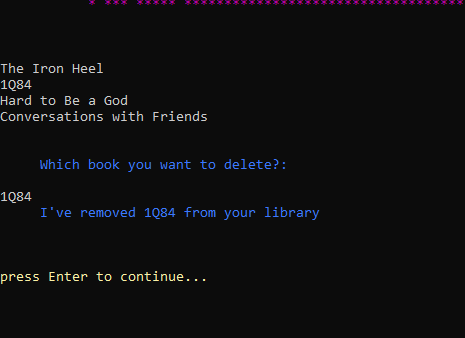 * *** ***** **********************************
The Iron Heel
1Q84
Hard to Be a God
Conversations with Friends
Which book you want to delete?:
1Q84
I've removed 1Q84 from your library
press Enter to continue...